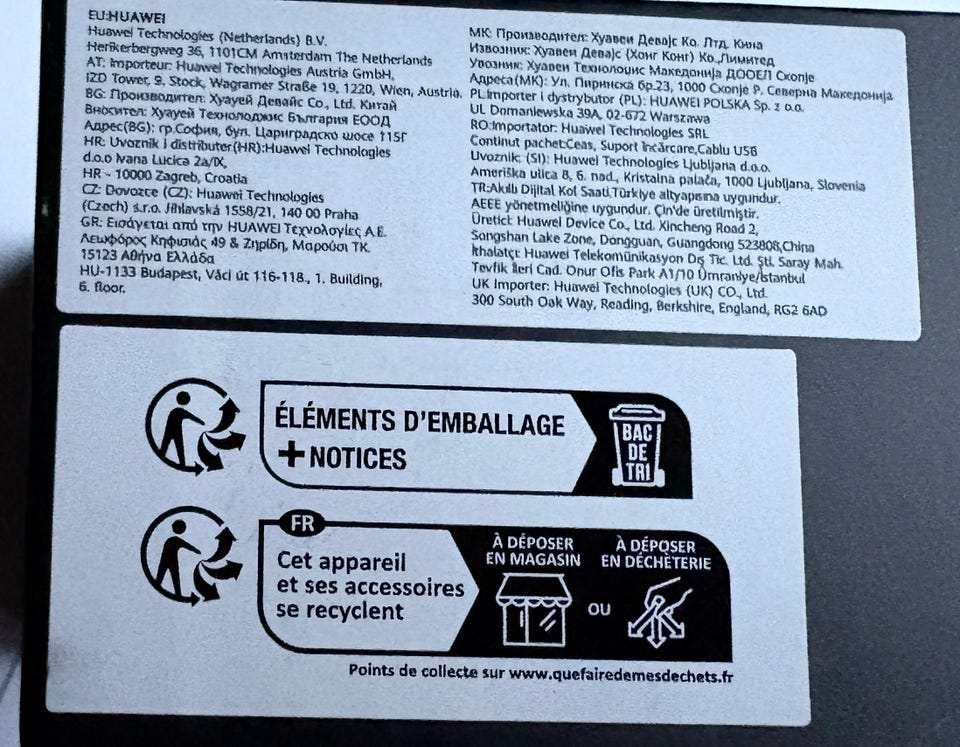 EU:HUAWEI
Huawei Technologies (Netherlands) B.V.
Herikerbergweg 36, 1101CM Amsterdam The Netherlands
AT: Importeur: Huawei Technologies Austria GmbH,
IZD Tower, 9. Stock, Wagramer Straße 19, 1220, Wien, Austria.
BG: Производител: Хуауей Девайс Co., Ltd. Китай
Вносител: Хуауей Технолоджис България ЕООД
Адрес(BG): гр.София, бул. Цариградско шосе 115Г
HR: Uvoznik i distributer(HR):Huawei Technologies
d.o.o Ivana Lucica 2a/IX,
HR - 10000 Zagreb, Croatia
CZ: Dovozce (CZ): Huawei Technologies
(Czech) s.r.o. Jihlavská 1558/21, 140 00 Praha
GR: Εισάγεται από την HUAWEI Τεχνολογίες Α.Ε.
Λεωφόρος Κηφισιάς 49 & Ζηρίδη, Μαρούσι ΤΚ.
15123 Αθήνα Ελλάδα
HU-1133 Budapest, Váci út 116-118., 1. Building,
6. floor.
MK: Производител: Хуавеи Девајс Ко. Лтд. Кина
Извозник: Хуавеи Девајс (Хонг Конг) Ко.,Лимитед
Увозник: Хуавеи Технолоџис Македонија ДООЕЛ Скопје
Адреса(МК): Ул. Пиринска бр.23, 1000 Скопје Р. Северна Македонија
PL:Importer i dystrybutor (PL): HUAWEI POLSKA Sp. z o.o.
Ul. Domaniewska 39A, 02-672 Warszawa
RO:Importator: Huawei Technologies SRL
Continut pachet:Ceas, Suport încărcare,Cablu USB
Uvoznik: (SI): Huawei Technologies Ljubljana d.o.o.
Ameriška ulica 8, 6. nad., Kristalna palača, 1000 Ljubljana, Slovenia
TR:Akıllı Dijital Kol Saati.Türkiye altyapısına uygundur.
AEEE yönetmeliğine uygundur. Çin'de üretilmiştir.
Üretici: Huawei Device Co., Ltd. Xincheng Road 2,
Songshan Lake Zone, Dongguan, Guangdong 523808,China
İthalatçı: Huawei Telekomünikasyon Dış Tic. Ltd. Şti. Saray Mah.
Tevfik İleri Cad. Onur Ofis Park A1/10 Ümraniye/İstanbul
UK Importer: Huawei Technologies (UK) CO., Ltd.
300 South Oak Way, Reading, Berkshire, England, RG2 6AD
ÉLÉMENTS D'EMBALLAGE
+ NOTICES
BAC
DE
TRI
FR
Cet appareil
et ses accessoires
se recyclent
À DÉPOSER
EN MAGASIN
OU
À DÉPOSER
EN DÉCHÈTERIE
Points de collecte sur www.quefairedemesdechets.fr